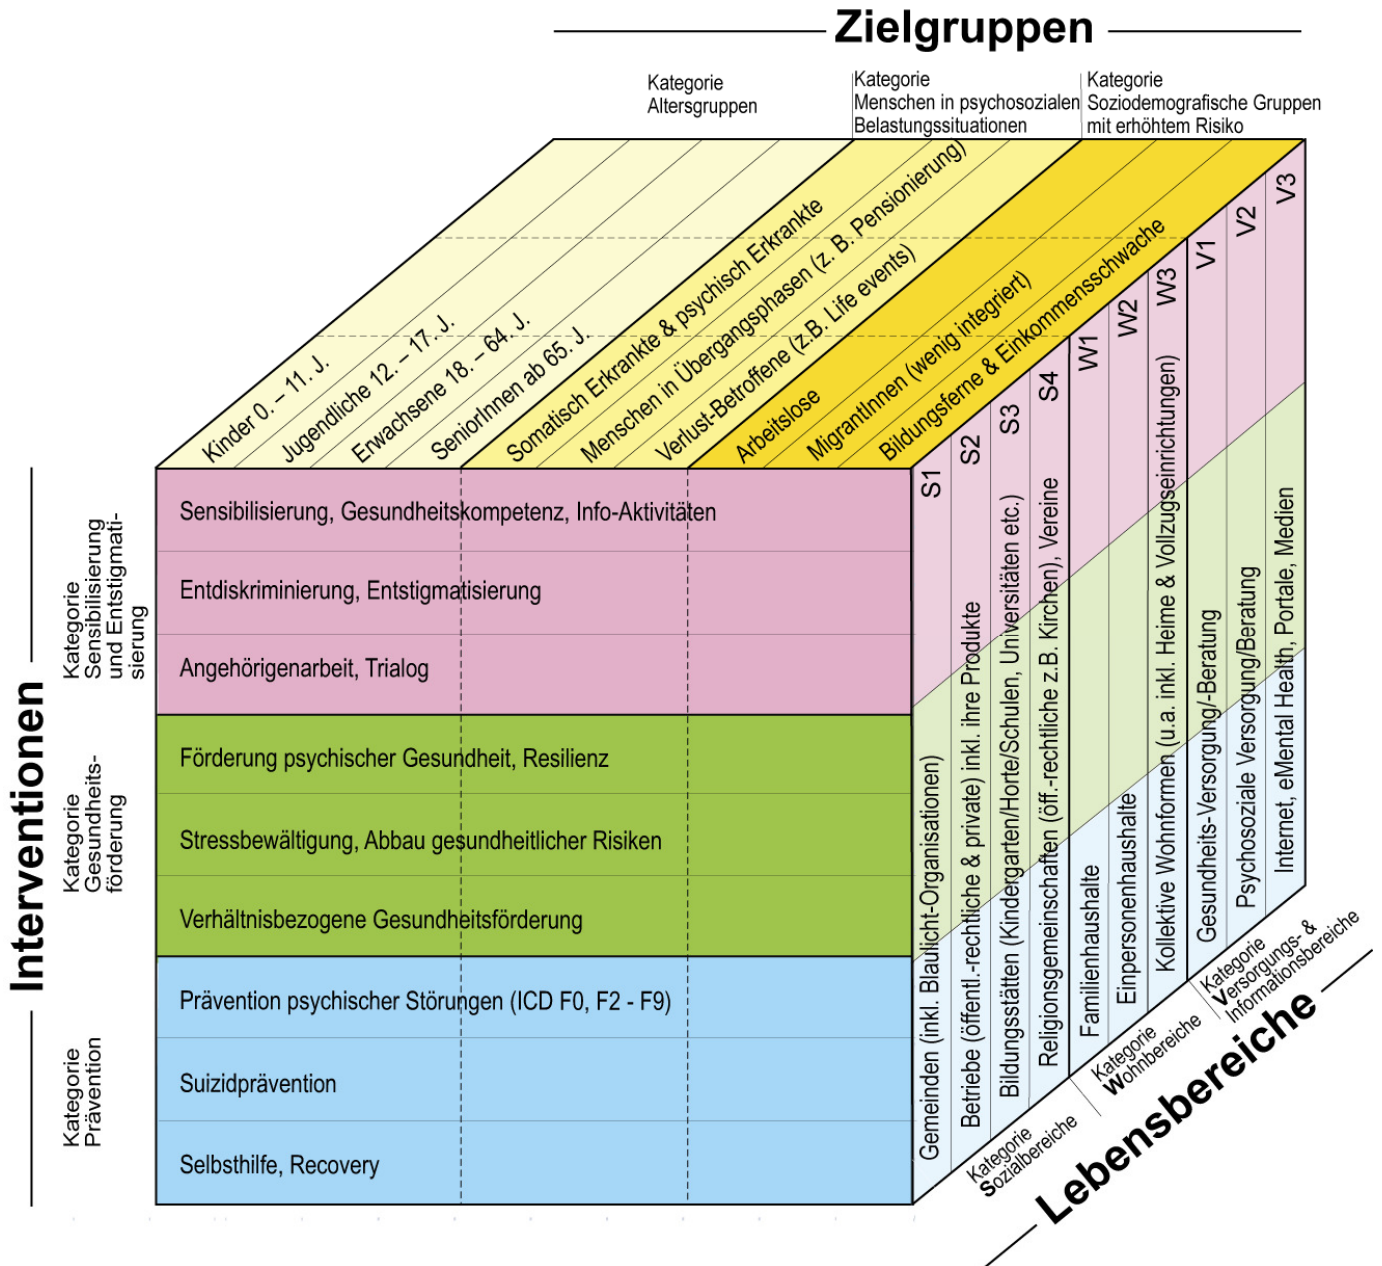 Zielgruppen
Kategorie
Altersgruppen
Kategorie
Menschen in psychosozialen
Belastungssituationen
Kategorie
Soziodemografische Gruppen
mit erhöhtem Risiko
Kinder 0. – 11. J.
Jugendliche 12. – 17. J.
Erwachsene 18. – 64. J.
SeniorInnen ab 65. J.
Somatisch Erkrankte & psychisch Erkrankte
Menschen in Übergangsphasen (z. B. Pensionierung)
Verlust-Betroffene (z.B. Life events)
Arbeitslose
MigrantInnen (wenig integriert)
Bildungsferne & Einkommensschwache
Interventionen
Kategorie
Sensibilisierung
und Entstigmati-
sierung
Sensibilisierung, Gesundheitskompetenz, Info-Aktivitäten
Entdiskriminierung, Entstigmatisierung
Angehörigenarbeit, Trialog
Kategorie
Gesundheits-
förderung
Förderung psychischer Gesundheit, Resilienz
Stressbewältigung, Abbau gesundheitlicher Risiken
Verhältnisbezogene Gesundheitsförderung
Kategorie
Prävention
Prävention psychischer Störungen (ICD F0, F2 - F9)
Suizidprävention
Selbsthilfe, Recovery
S1
Gemeinden (inkl. Blaulicht-Organisationen)
S2
Betriebe (öffentl.-rechtliche & private) inkl. ihre Produkte
S3
Bildungsstätten (Kindergarten/Horte/Schulen, Universitäten etc.)
S4
Religionsgemeinschaften (öff.-rechtliche z.B. Kirchen), Vereine
W1
Familienhaushalte
W2
Einpersonenhaushalte
W3
Kollektive Wohnformen (u.a. inkl. Heime & Vollzugseinrichtungen)
V1
Gesundheits-Versorgung/-Beratung
V2
Psychosoziale Versorgung/Beratung
V3
Internet, eMental Health, Portale, Medien
Kategorie
Sozialbereiche
Kategorie
Wohnbereiche
Kategorie
Versorgungs- &
Informationsbereiche
Lebensbereiche